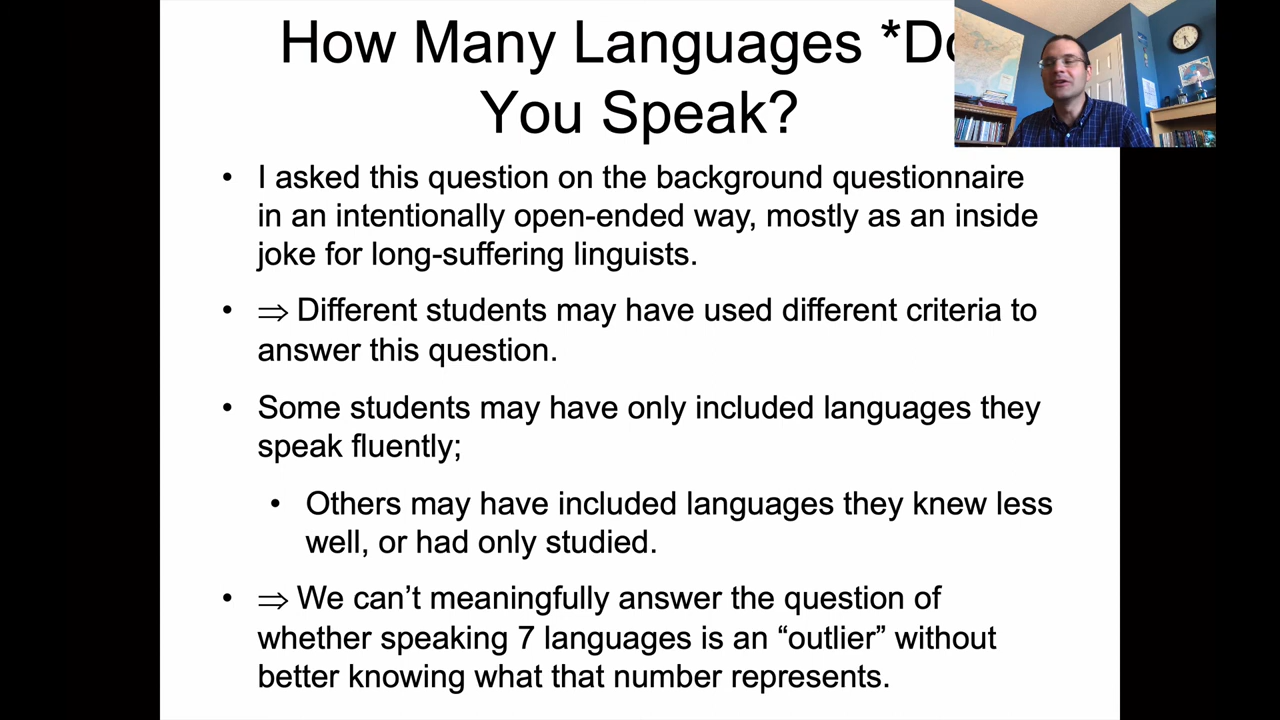 How Many Languages *Do
You Speak?
• I asked this question on the background questionnaire
in an intentionally open-ended way, mostly as an inside
joke for long-suffering linguists.
• ⇒ Different students may have used different criteria to
answer this question.
• Some students may have only included languages they
speak fluently;
• Others may have included languages they knew less
well, or had only studied.
• ⇒ We can’t meaningfully answer the question of
whether speaking 7 languages is an “outlier” without
better knowing what that number represents.